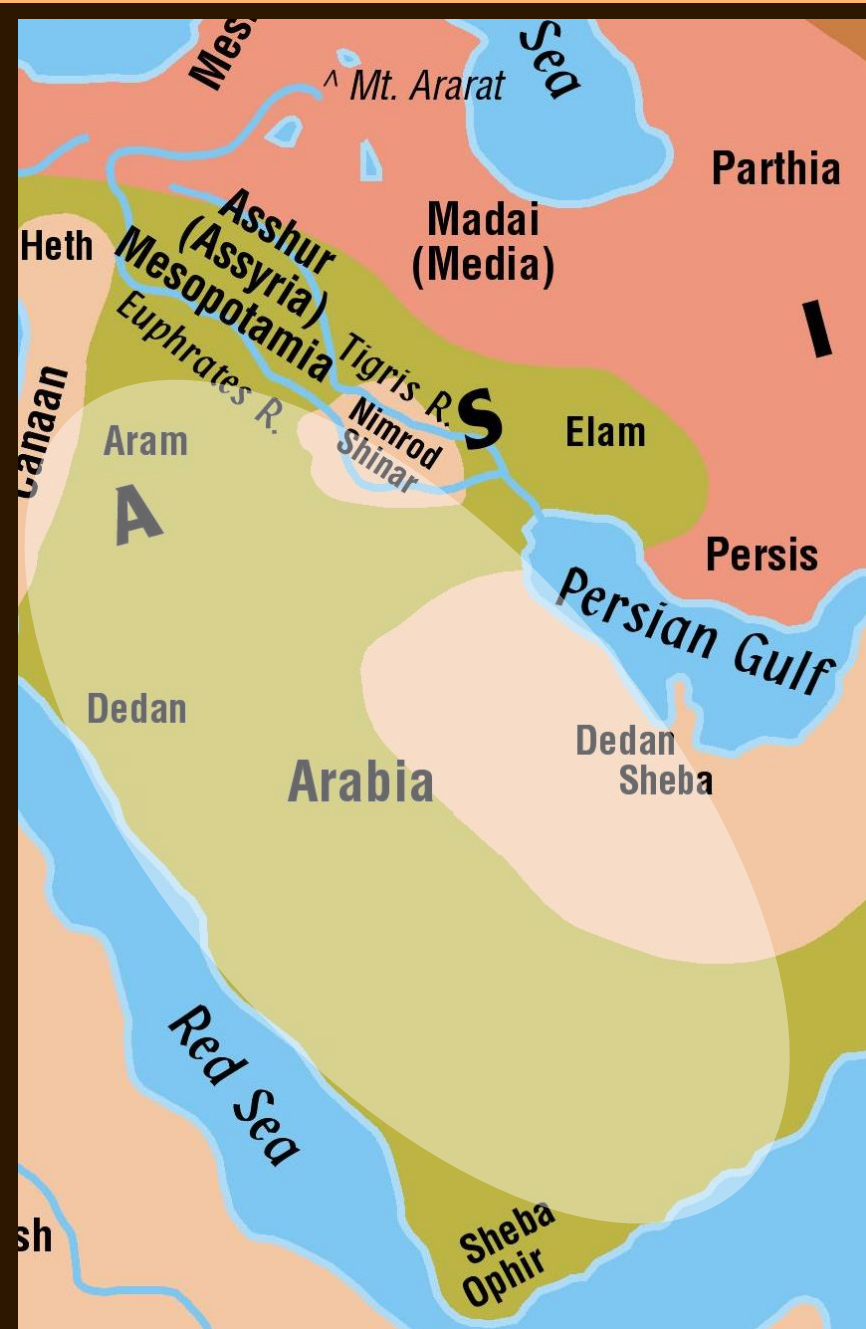 Mes
^ Mt. Ararat
Sea
Parthia
Asshur
(Assyria)
Mesopotamia
Madai
(Media)
Heth
Euphrates R.
Tigris R.
I
S
Canaan
Aram
A
Nimrod
Shinar
Elam
Persis
Persian Gulf
Dedan
Arabia
Dedan
Sheba
Red Sea
sh
Sheba
Ophir